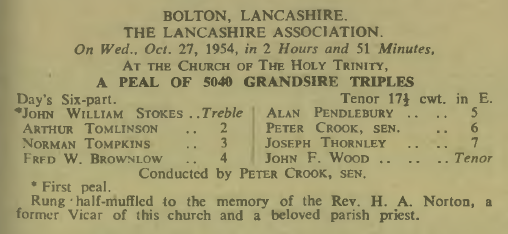 BOLTON, LANCASHIRE.
THE LANCASHIRE ASSOCIATION.
On Wed., Oct. 27, 1954, in 2 Hours and 51 Minutes,
AT THE CHURCH OF THE HOLY TRINITY,
A PEAL OF 5040 GRANDSIRE TRIPLES
Day's Six-part. Tenor 17½ cwt. in E.
*JOHN WILLIAM STOKES .. Treble ALAN PENDLEBURY .. .. 5
ARTHUR TOMLINSON .. 2 PETER CROOK, SEN. .. .. 6
NORMAN TOMPKINS .. 3 JOSEPH THORNLEY .. .. 7
FRED W. BROWNLOW .. 4 JOHN F. WOOD .. .. .. Tenor
Conducted by PETER CROOK, SEN.
* First peal.
Rung half-muffled to the memory of the Rev. H. A. Norton, a
former Vicar of this church and a beloved parish priest.